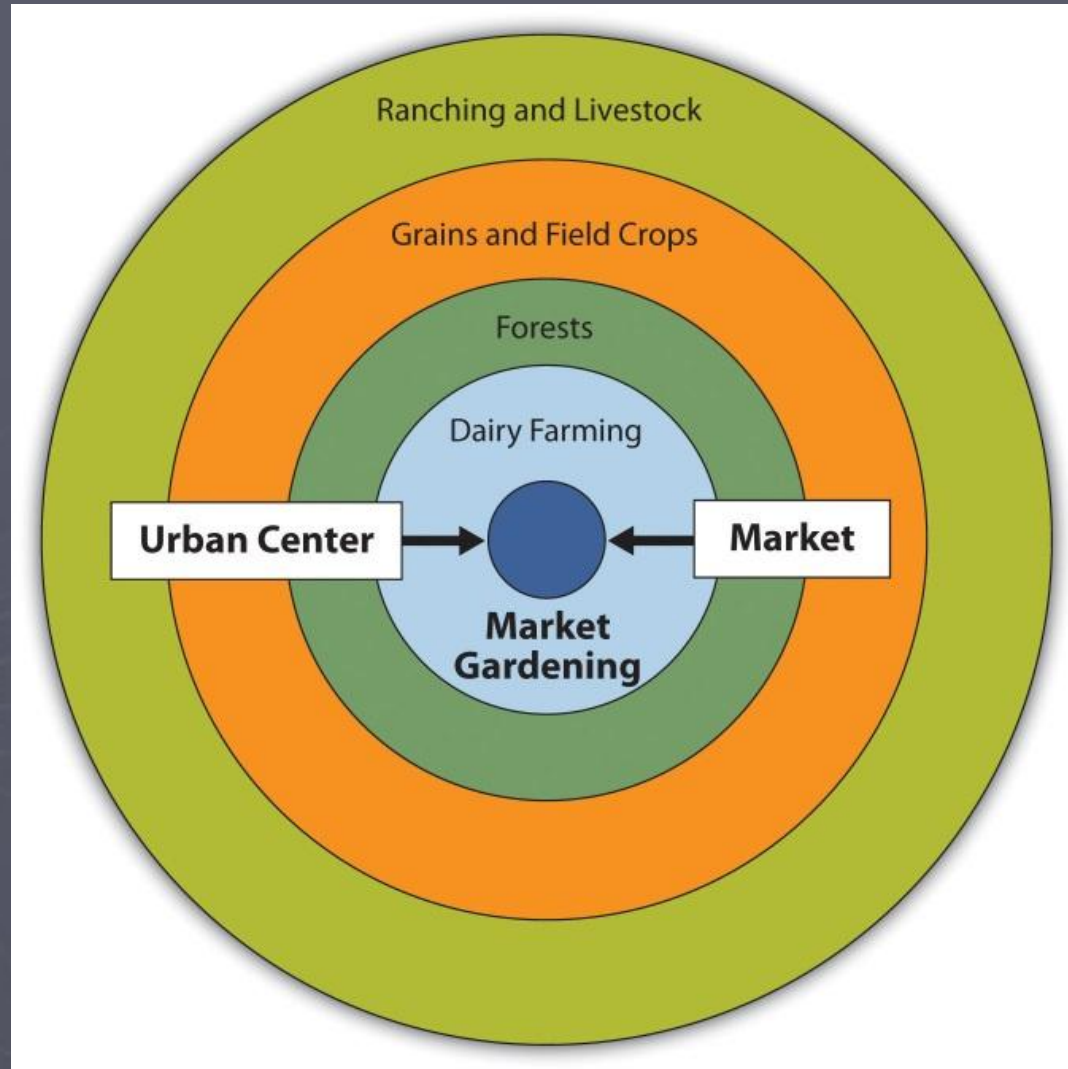 Ranching and Livestock
Grains and Field Crops
Forests
Dairy Farming
Urban Center
Market
Market
Gardening